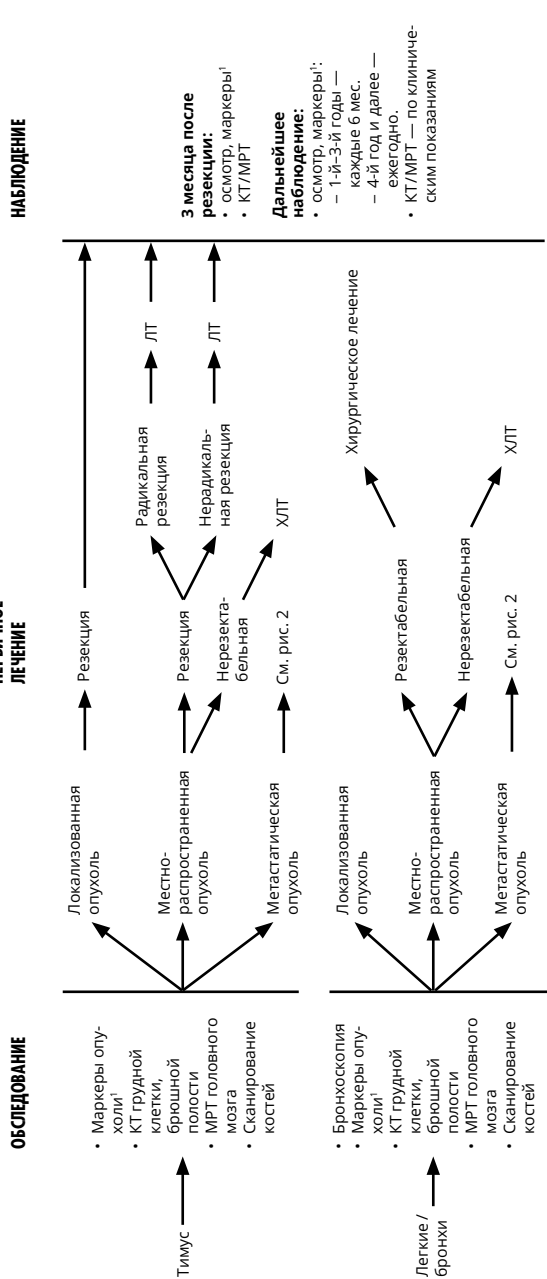 ОБСЛЕДОВАНИЕ
ЛЕЧЕНИЕ
НАБЛЮДЕНИЕ
Тимус
• Маркеры опу-
холи¹
• КТ грудной
клетки,
брюшной
полости
• МРТ головного
мозга
• Сканирование
костей
Локализованная
опухоль
Резекция
Местно-
распространенная
опухоль
Резекция
Радикальная
резекция
ЛТ
Нерадикаль-
ная резекция
ЛТ
Нерезекта-
бельная
ХЛТ
Метастатическая
опухоль
См. рис. 2
3 месяца после
резекции:
• осмотр, маркеры¹
• КТ/МРТ
Дальнейшее
наблюдение:
• осмотр, маркеры¹:
– 1-й–3-й годы —
каждые 6 мес.
– 4-й год и далее —
ежегодно.
• КТ/МРТ — по клиниче-
ским показаниям
Легкие /
бронхи
• Бронхоскопия
• Маркеры опу-
холи¹
• КТ грудной
клетки,
брюшной
полости
• МРТ головного
мозга
• Сканирование
костей
Локализованная
опухоль
Местно-
распространенная
опухоль
Резектабельная
Хирургическое лечение
Нерезектабельная
ХЛТ
Метастатическая
опухоль
См. рис. 2